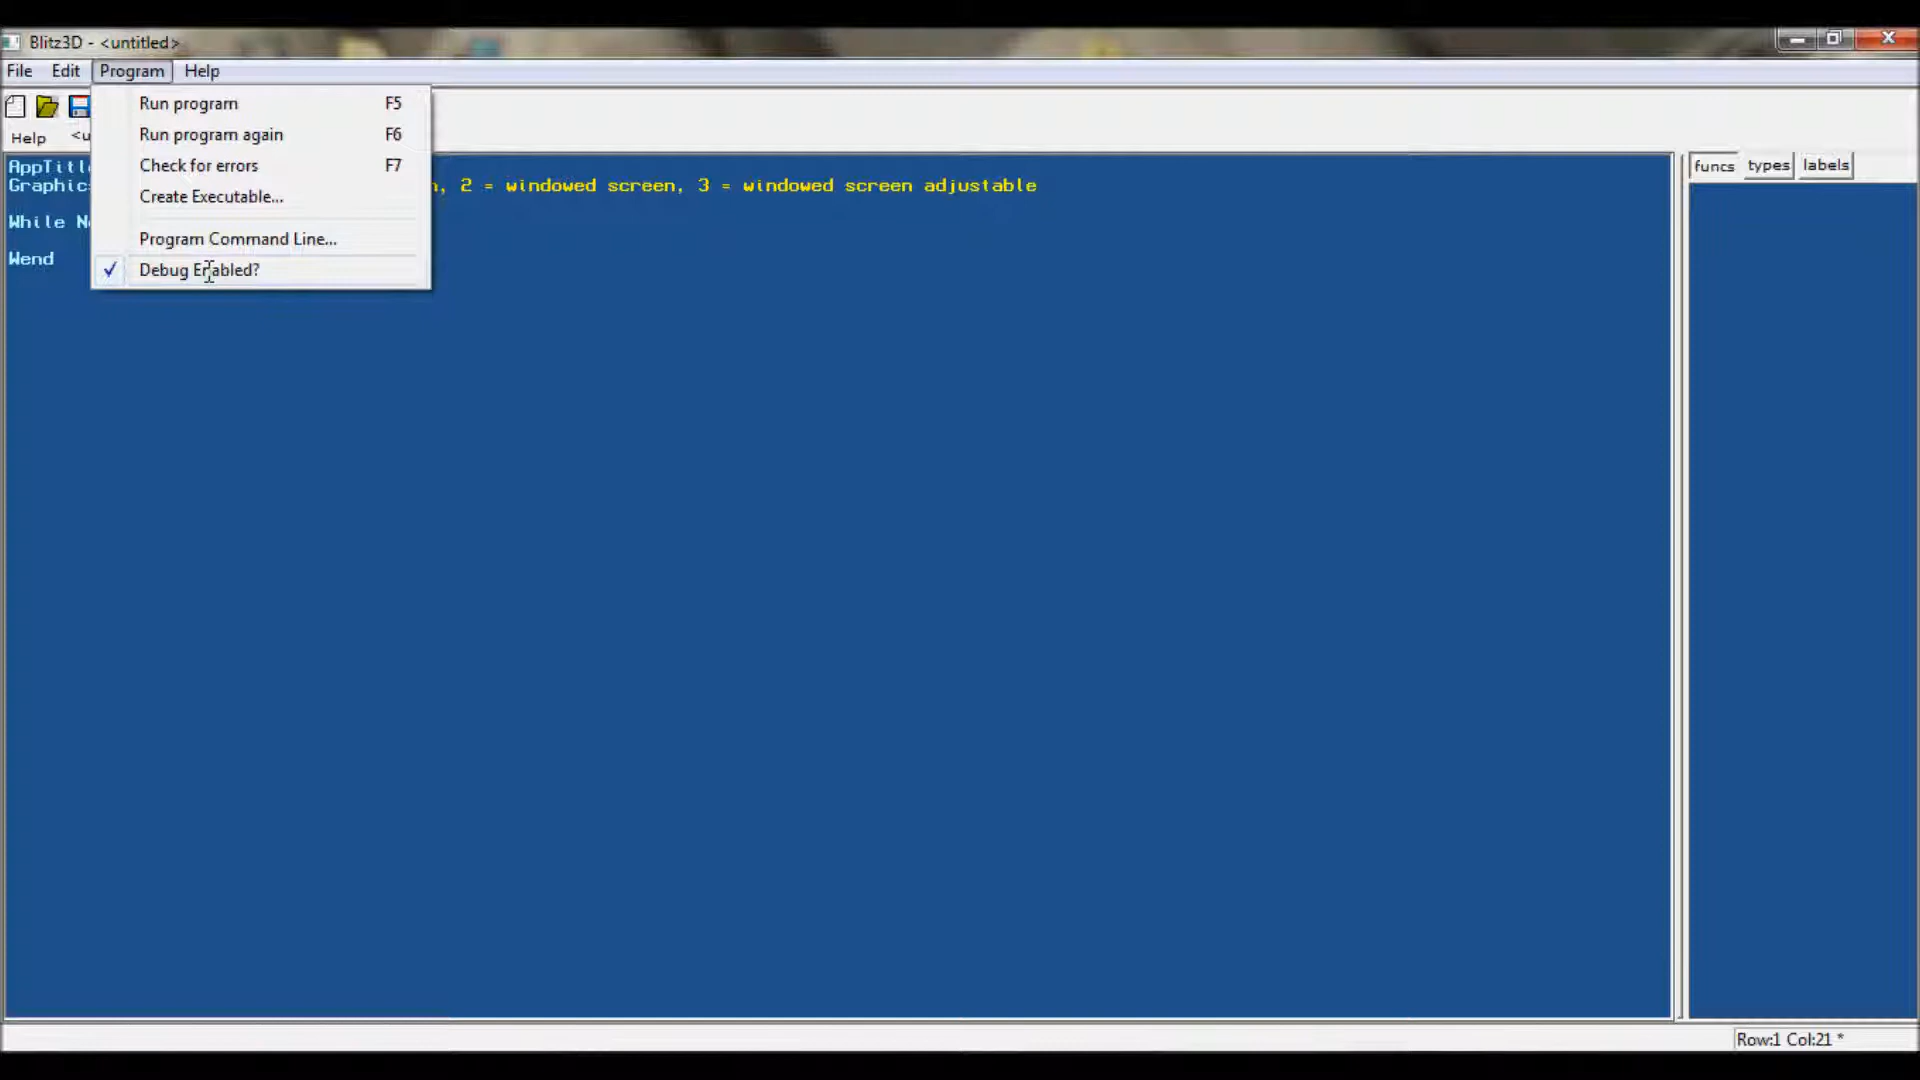 Blitz3D - <untitled>
File Edit Program Help
Run program F5
Run program again F6
Help <u
Check for errors F7
funcs types labels
AppTitl
Graphic , 2 = windowed screen, 3 = windowed screen adjustable
Create Executable...
While N
Program Command Line...
Wend
✓ Debug Enabled?
Row:1 Col:21 *